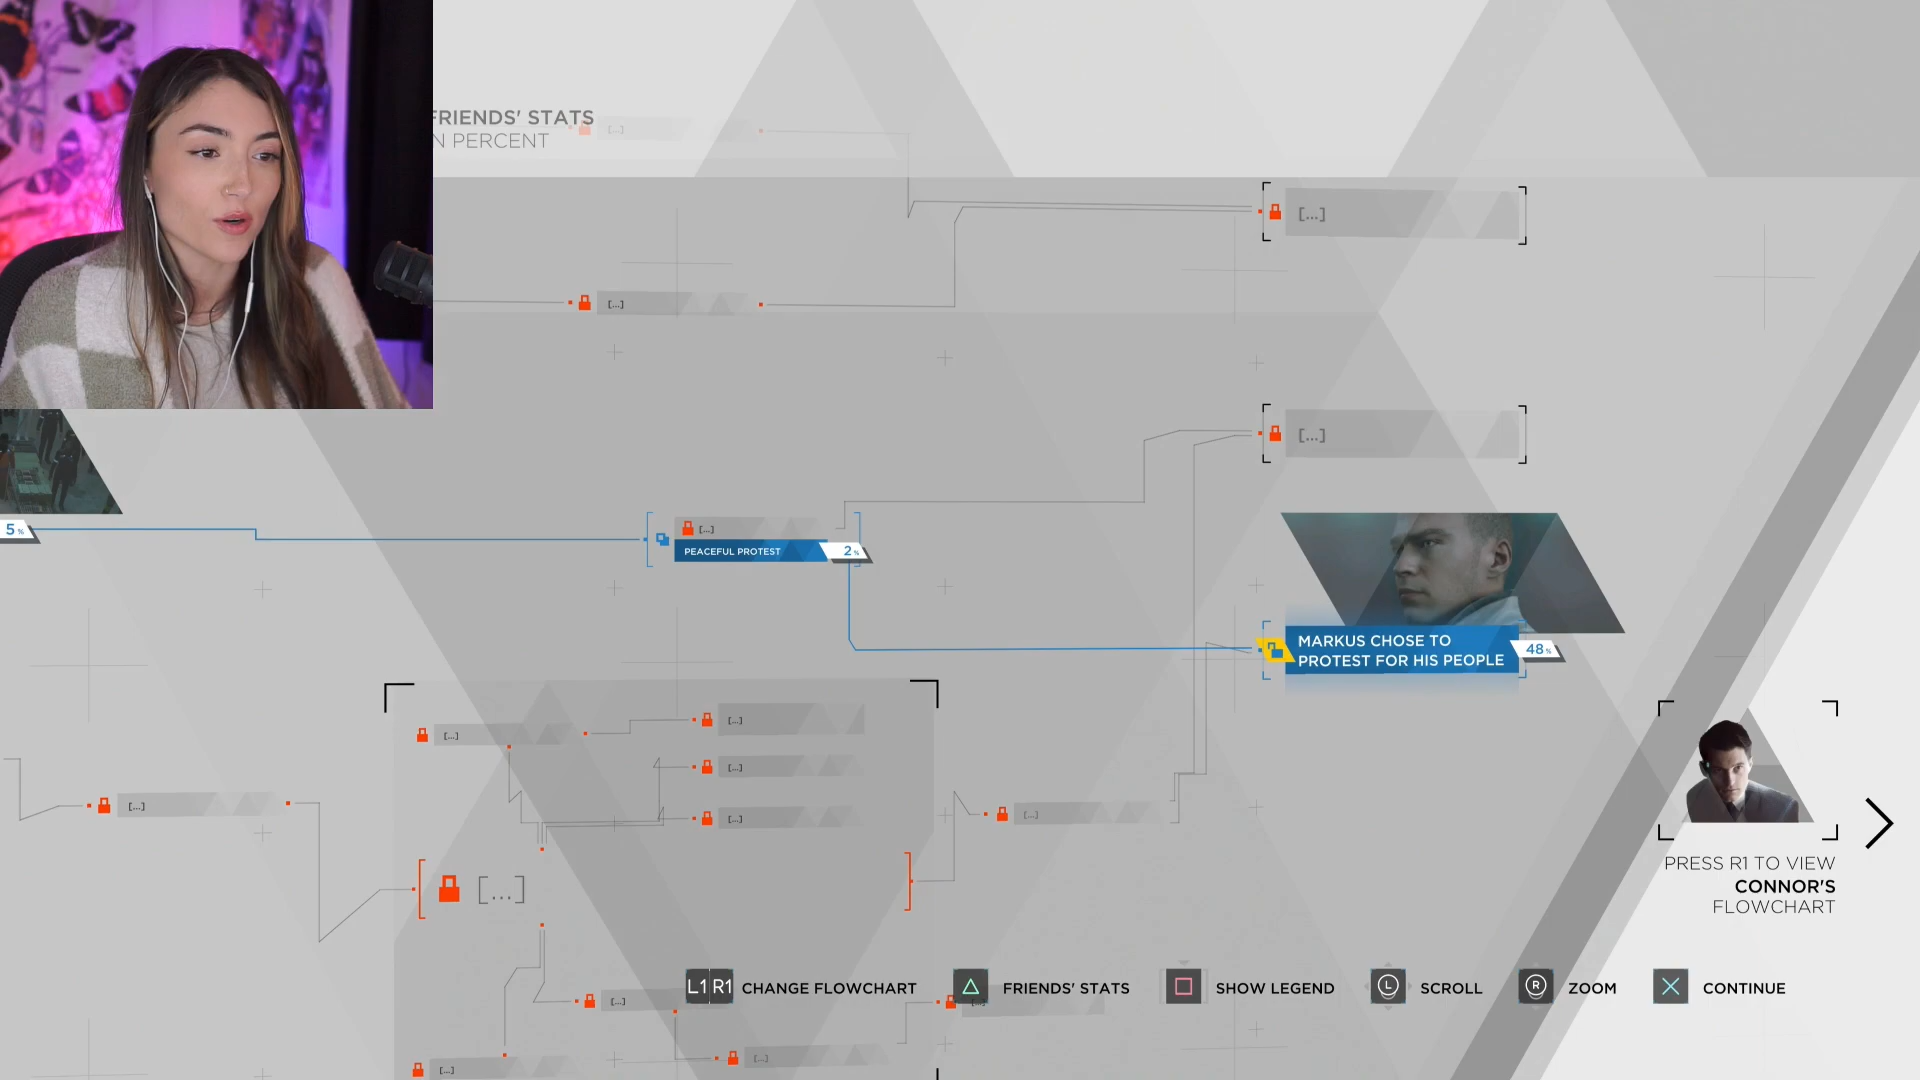 FRIENDS' STATS
N PERCENT
[...]
[...]
[...]
[...]
5%
[...]
PEACEFUL PROTEST
2%
MARKUS CHOSE TO
PROTEST FOR HIS PEOPLE
48%
[...]
[...]
[...]
[...]
[...]
[...]
[...]
PRESS R1 TO VIEW
CONNOR'S
FLOWCHART
[...]
L1 R1 CHANGE FLOWCHART
FRIENDS' STATS
SHOW LEGEND
L SCROLL
R ZOOM
CONTINUE
[...]
[...]
[...]